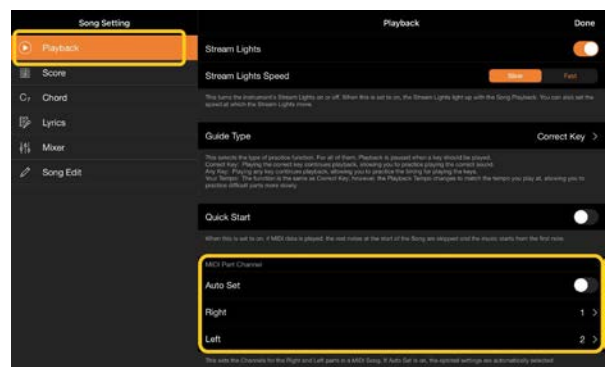 Song Setting
Playback
Done
Playback
Score
C7 Chord
Lyrics
Mixer
Song Edit
Stream Lights
Stream Lights Speed
Slow
Fast
This turns the instrument's Stream Lights on or off. When this is set to on, the Stream Lights light up with the Song Playback. You can also set the
speed at which the Stream Lights move.
Guide Type
Correct Key >
This selects the type of practice function. For all of them, Playback is paused when a key should be played.
Correct Key: Playing the correct key continues playback, allowing you to practice playing the correct sound.
Any Key: Playing any key continues playback, allowing you to practice the timing for playing the keys.
Your Tempo: The function is the same as Correct Key; however, the Playback Tempo changes to match the tempo you play at, allowing you to
practice difficult parts more slowly.
Quick Start
When this is set to on, if MIDI data is played, the rest noise at the start of the Song are skipped and the music starts from the first note.
MIDI Part Channel
Auto Set
Right
1 >
Left
2 >
This sets the Channels for the Right and Left parts in a MIDI Song. If Auto Set is on, the optimal settings are automatically selected.